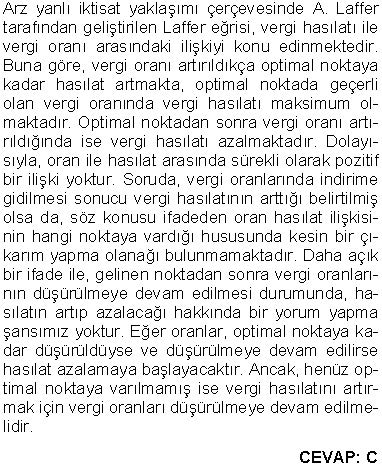 Arz yanlı iktisat yaklaşımı çerçevesinde A. Laffer
tarafından geliştirilen Laffer eğrisi, vergi hasılatı ile
vergi oranı arasındaki ilişkiyi konu edinmektedir.
Buna göre, vergi oranı artırıldıkça optimal noktaya
kadar hasılat artmakta, optimal noktada geçerli
olan vergi oranında vergi hasılatı maksimum ol-
maktadır. Optimal noktadan sonra vergi oranı artı-
rıldığında ise vergi hasılatı azalmaktadır. Dolayı-
sıyla, oran ile hasılat arasında sürekli olarak pozitif
bir ilişki yoktur. Soruda, vergi oranlarında indirime
gidilmesi sonucu vergi hasılatının arttığı belirtilmiş
olsa da, söz konusu ifadeden oran hasılat ilişkisi-
nin hangi noktaya vardığı hususunda kesin bir çı-
karım yapma olanağı bulunmamaktadır. Daha açık
bir ifade ile, gelinen noktadan sonra vergi oranları-
nın düşürülmeye devam edilmesi durumunda, ha-
sılatın artıp azalacağı hakkında bir yorum yapma
şansımız yoktur. Eğer oranlar, optimal noktaya ka-
dar düşürüldüyse ve düşürülmeye devam edilirse
hasılat azalamaya başlayacaktır. Ancak, henüz op-
timal noktaya varılmamış ise vergi hasılatını artır-
mak için vergi oranları düşürülmeye devam edilme-
lidir.
CEVAP: C